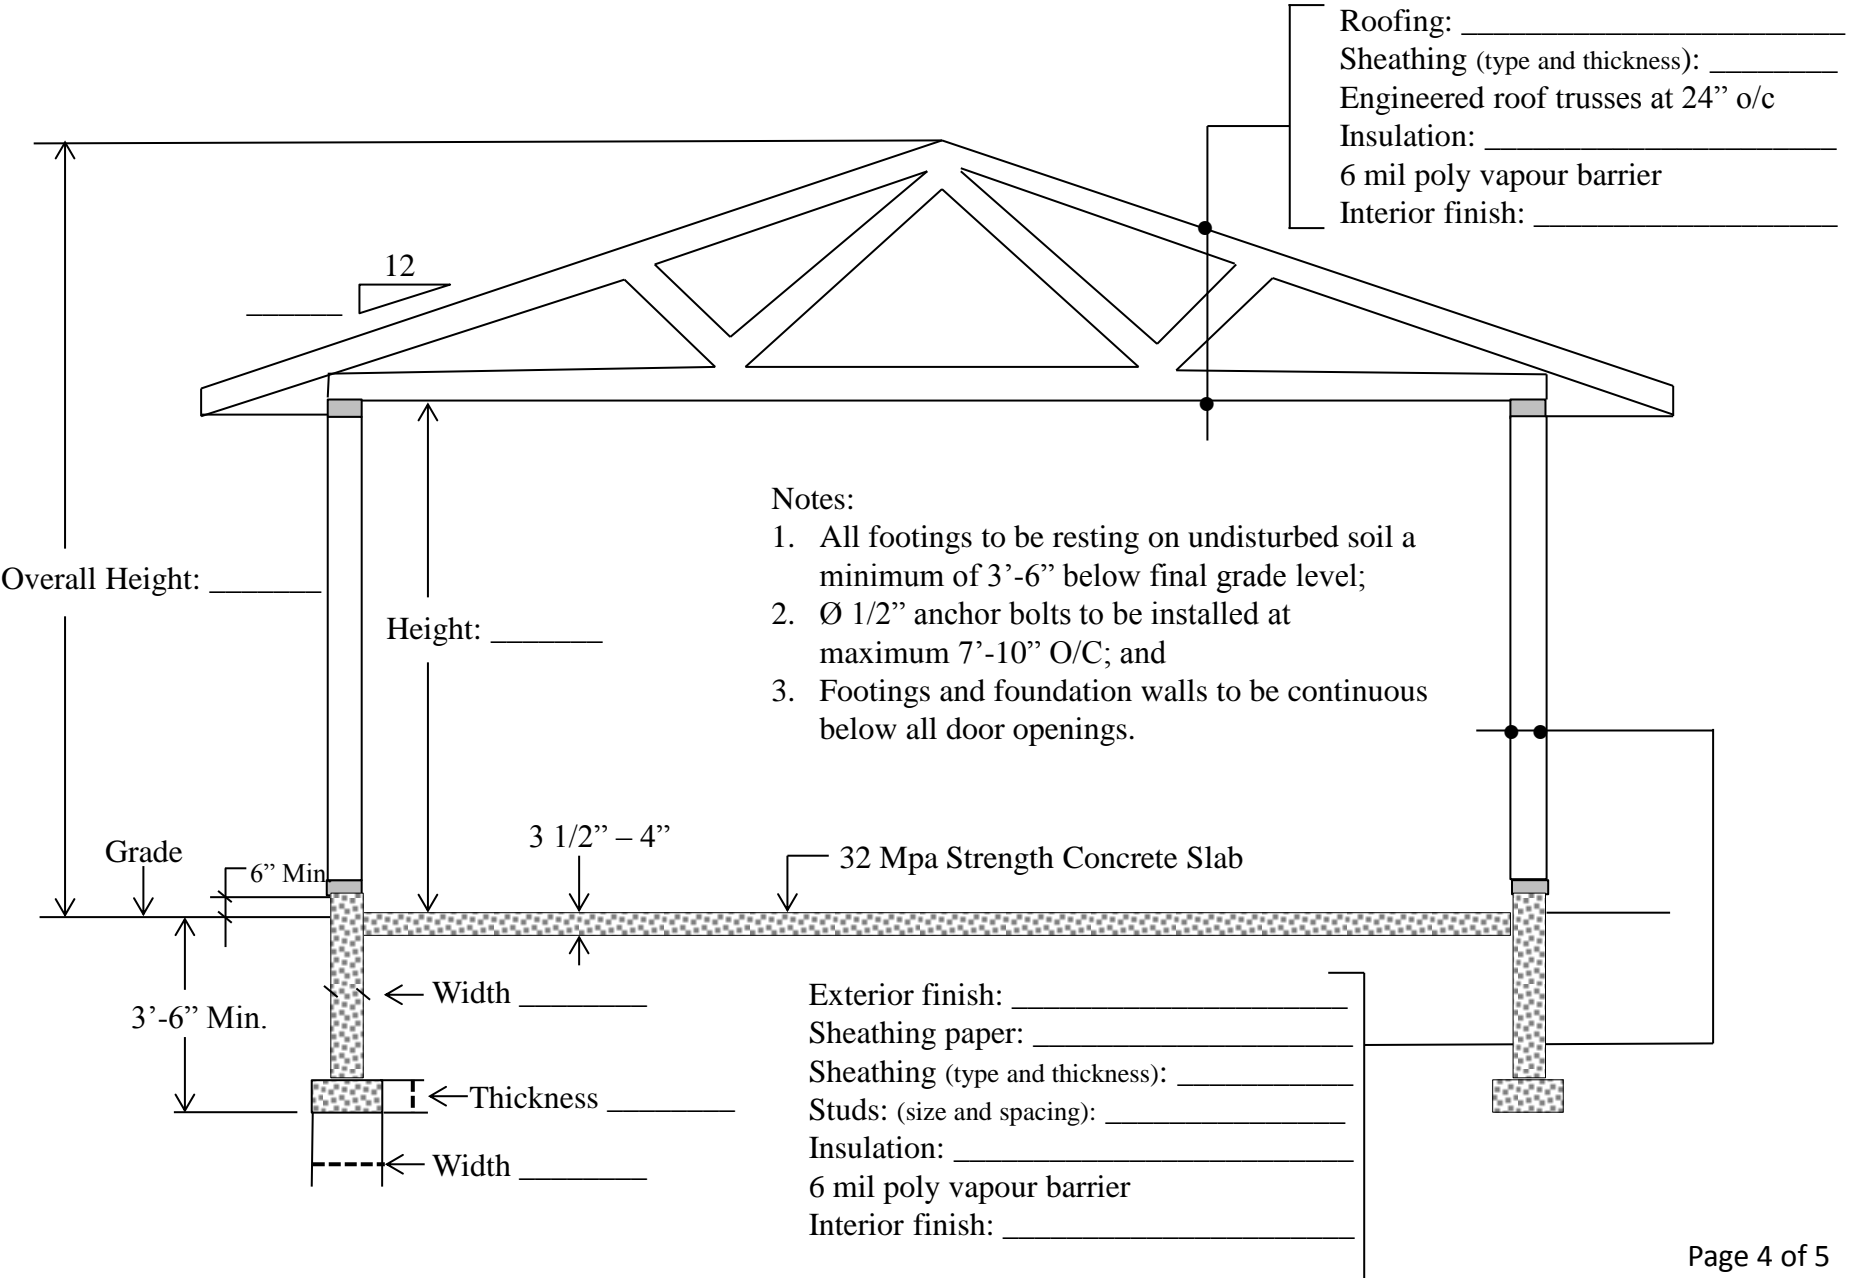 Roofing: ________________________
Sheathing (type and thickness): ________
Engineered roof trusses at 24” o/c
Insulation: ______________________
6 mil poly vapour barrier
Interior finish: ___________________
12
______
Notes:
1. All footings to be resting on undisturbed soil a
minimum of 3’-6” below final grade level;
2. Ø 1/2” anchor bolts to be installed at
maximum 7’-10” O/C; and
3. Footings and foundation walls to be continuous
below all door openings.
Overall Height: _______
Height: _______
3 1/2” – 4”
Grade
6” Min
32 Mpa Strength Concrete Slab
3’-6” Min.
Width ________
Thickness ________
Width ________
Exterior finish: _____________________
Sheathing paper: ____________________
Sheathing (type and thickness): ___________
Studs: (size and spacing): _______________
Insulation: _________________________
6 mil poly vapour barrier
Interior finish: ______________________
Page 4 of 5